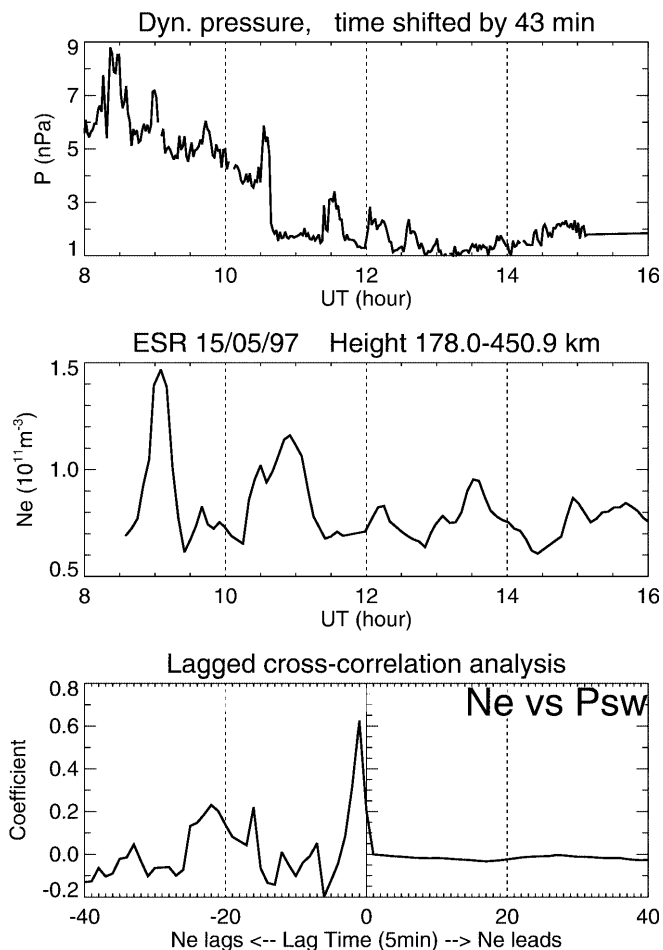 Dyn. pressure, time shifted by 43 min
9
7
5
3
1
P (nPa)
8 10 12 14 16
UT (hour)
ESR 15/05/97 Height 178.0-450.9 km
1.5
1.0
0.5
Ne (10¹¹m⁻³)
8 10 12 14 16
UT (hour)
Lagged cross-correlation analysis
Ne vs Psw
0.8
0.6
0.4
0.2
0.0
-0.2
Coefficient
-40 -20 0 20 40
Ne lags <-- Lag Time (5min) --> Ne leads